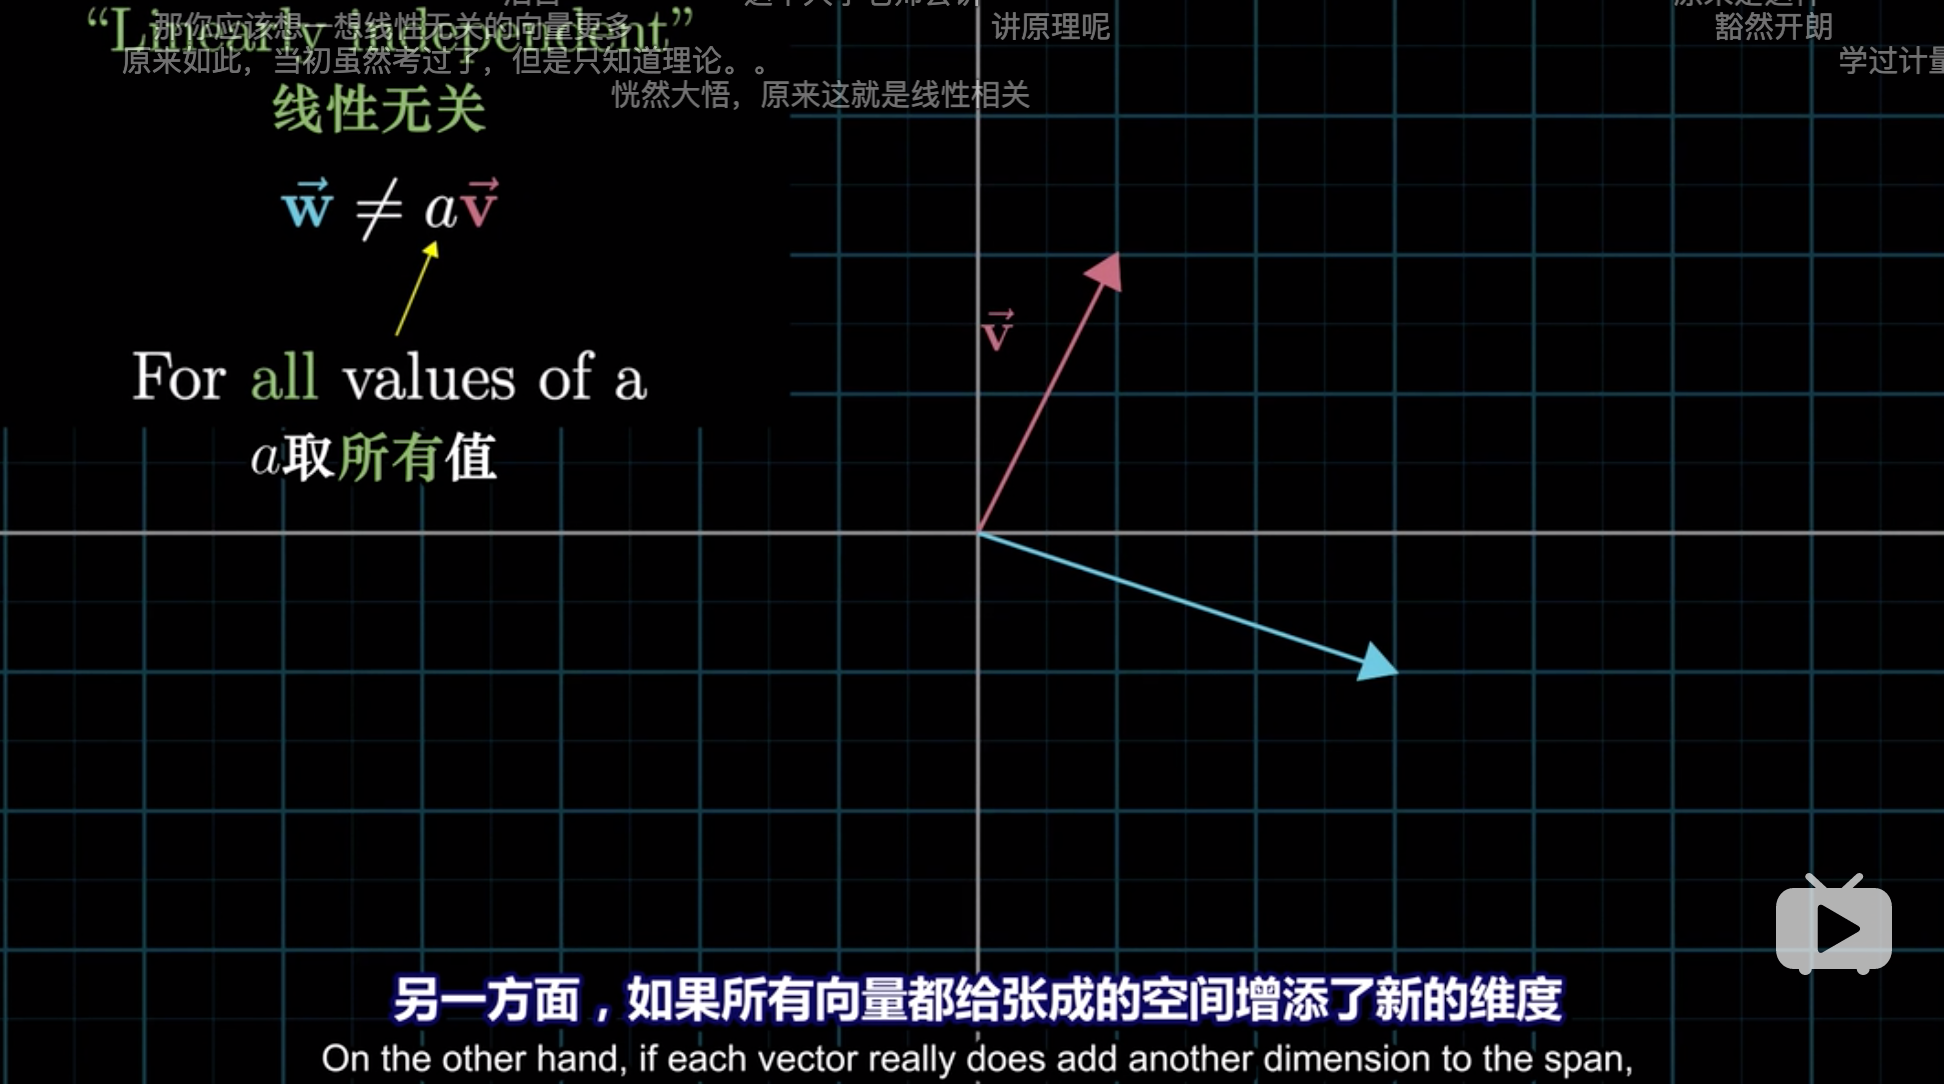 讲原理呢
豁然开朗
那你应该想一想线性无关的向量更多
“Linearly independent”
原来如此，当初虽然考过了，但是只知道理论。。
学过计量
恍然大悟，原来这就是线性相关
线性无关
w⃗ ≠ av⃗
v⃗
For all values of a
a取所有值
另一方面，如果所有向量都给张成的空间增添了新的维度
On the other hand, if each vector really does add another dimension to the span,